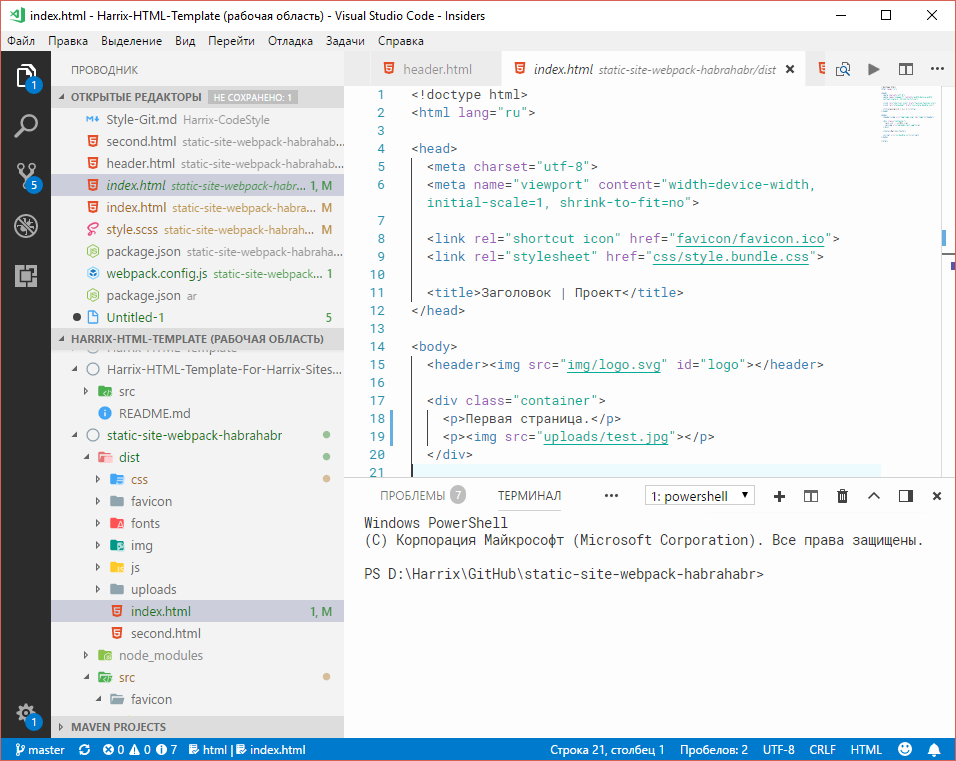 index.html - Harrix-HTML-Template (рабочая область) - Visual Studio Code - Insiders
Файл Правка Выделение Вид Перейти Отладка Задачи Справка
ПРОВОДНИК
ОТКРЫТЫЕ РЕДАКТОРЫ НЕ СОХРАНЕНО: 1
Style-Git.md Harrix-CodeStyle
second.html static-site-webpack-habrahab...
header.html static-site-webpack-habrahab...
index.html static-site-webpack-habr... 1, M
index.html static-site-webpack-habra... M
style.scss static-site-webpack-habrah... M
package.json static-site-webpack-habraha...
webpack.config.js static-site-webpack... 1
package.json ar
Untitled-1 5
HARRIX-HTML-TEMPLATE (РАБОЧАЯ ОБЛАСТЬ)
Harrix-HTML-Template
Harrix-HTML-Template-For-Harrix-Sites...
src
README.md
static-site-webpack-habrahabr
dist
css
favicon
fonts
img
js
uploads
index.html 1, M
second.html
node_modules
src
favicon
MAVEN PROJECTS
1
5
1
header.html
index.html static-site-webpack-habrahabr/dist
1 <!doctype html>
2 <html lang="ru">
3
4 <head>
5 <meta charset="utf-8">
6 <meta name="viewport" content="width=device-width,
initial-scale=1, shrink-to-fit=no">
7
8 <link rel="shortcut icon" href="favicon/favicon.ico">
9 <link rel="stylesheet" href="css/style.bundle.css">
10
11 <title>Заголовок | Проект</title>
12 </head>
13
14 <body>
15 <header><img src="img/logo.svg" id="logo"></header>
16
17 <div class="container">
18 <p>Первая страница.</p>
19 <p><img src="uploads/test.jpg"></p>
20 </div>
21
ПРОБЛЕМЫ 7 ТЕРМИНАЛ ... 1: powershell
Windows PowerShell
(C) Корпорация Майкрософт (Microsoft Corporation). Все права защищены.
PS D:\Harrix\GitHub\static-site-webpack-habrahabr>
master 0 0 7 html | index.html Строка 21, столбец 1 Пробелов: 2 UTF-8 CRLF HTML